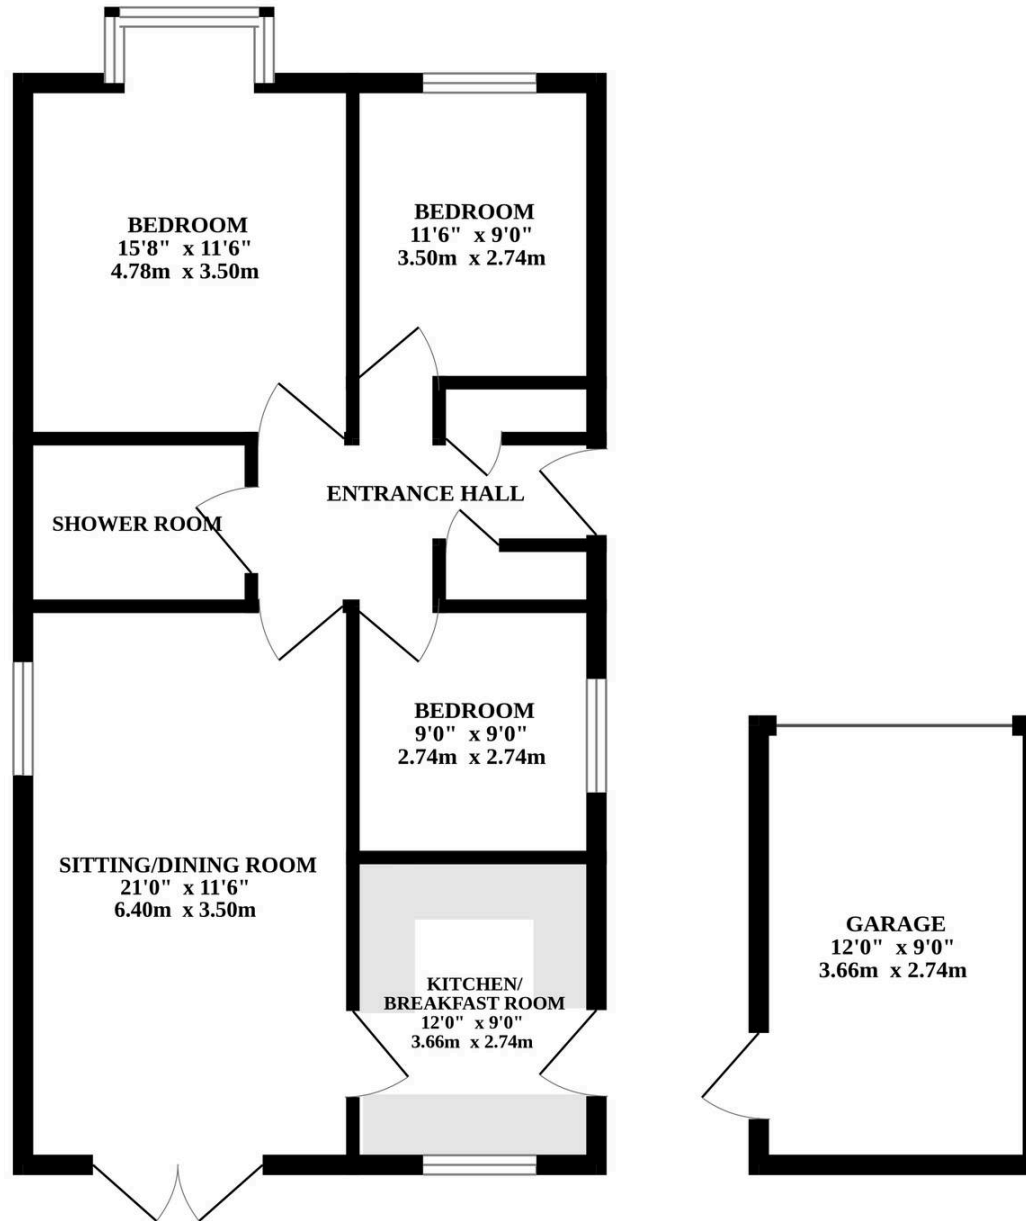 BEDROOM
15'8" x 11'6"
4.78m x 3.50m
BEDROOM
11'6" x 9'0"
3.50m x 2.74m
ENTRANCE HALL
SHOWER ROOM
BEDROOM
9'0" x 9'0"
2.74m x 2.74m
SITTING/DINING ROOM
21'0" x 11'6"
6.40m x 3.50m
KITCHEN/
BREAKFAST ROOM
12'0" x 9'0"
3.66m x 2.74m
GARAGE
12'0" x 9'0"
3.66m x 2.74m